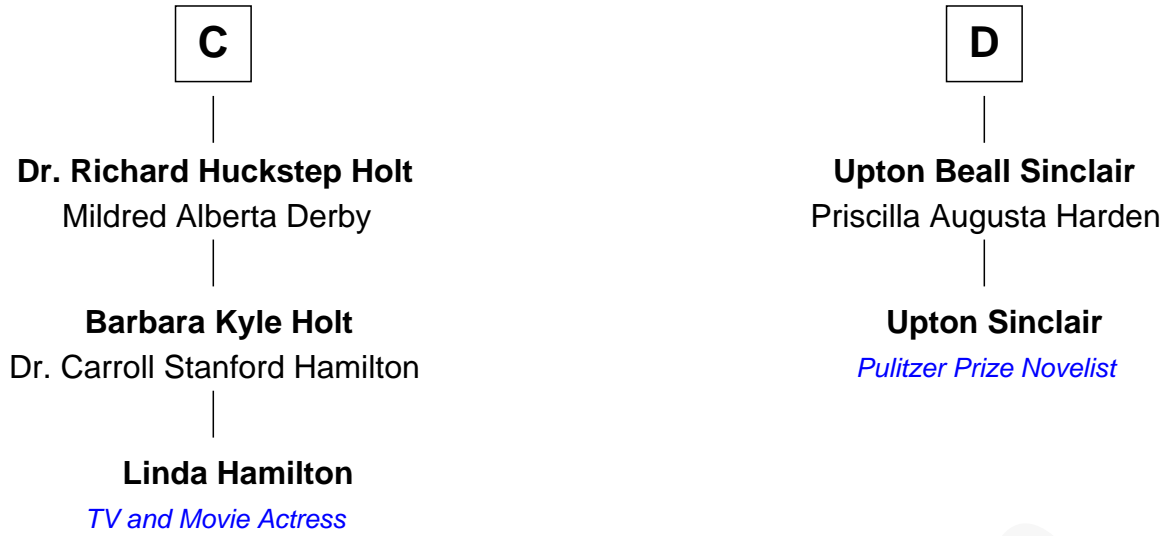 C
Dr. Richard Huckstep Holt
Mildred Alberta Derby
Barbara Kyle Holt
Dr. Carroll Stanford Hamilton
Linda Hamilton
TV and Movie Actress
D
Upton Beall Sinclair
Priscilla Augusta Harden
Upton Sinclair
Pulitzer Prize Novelist